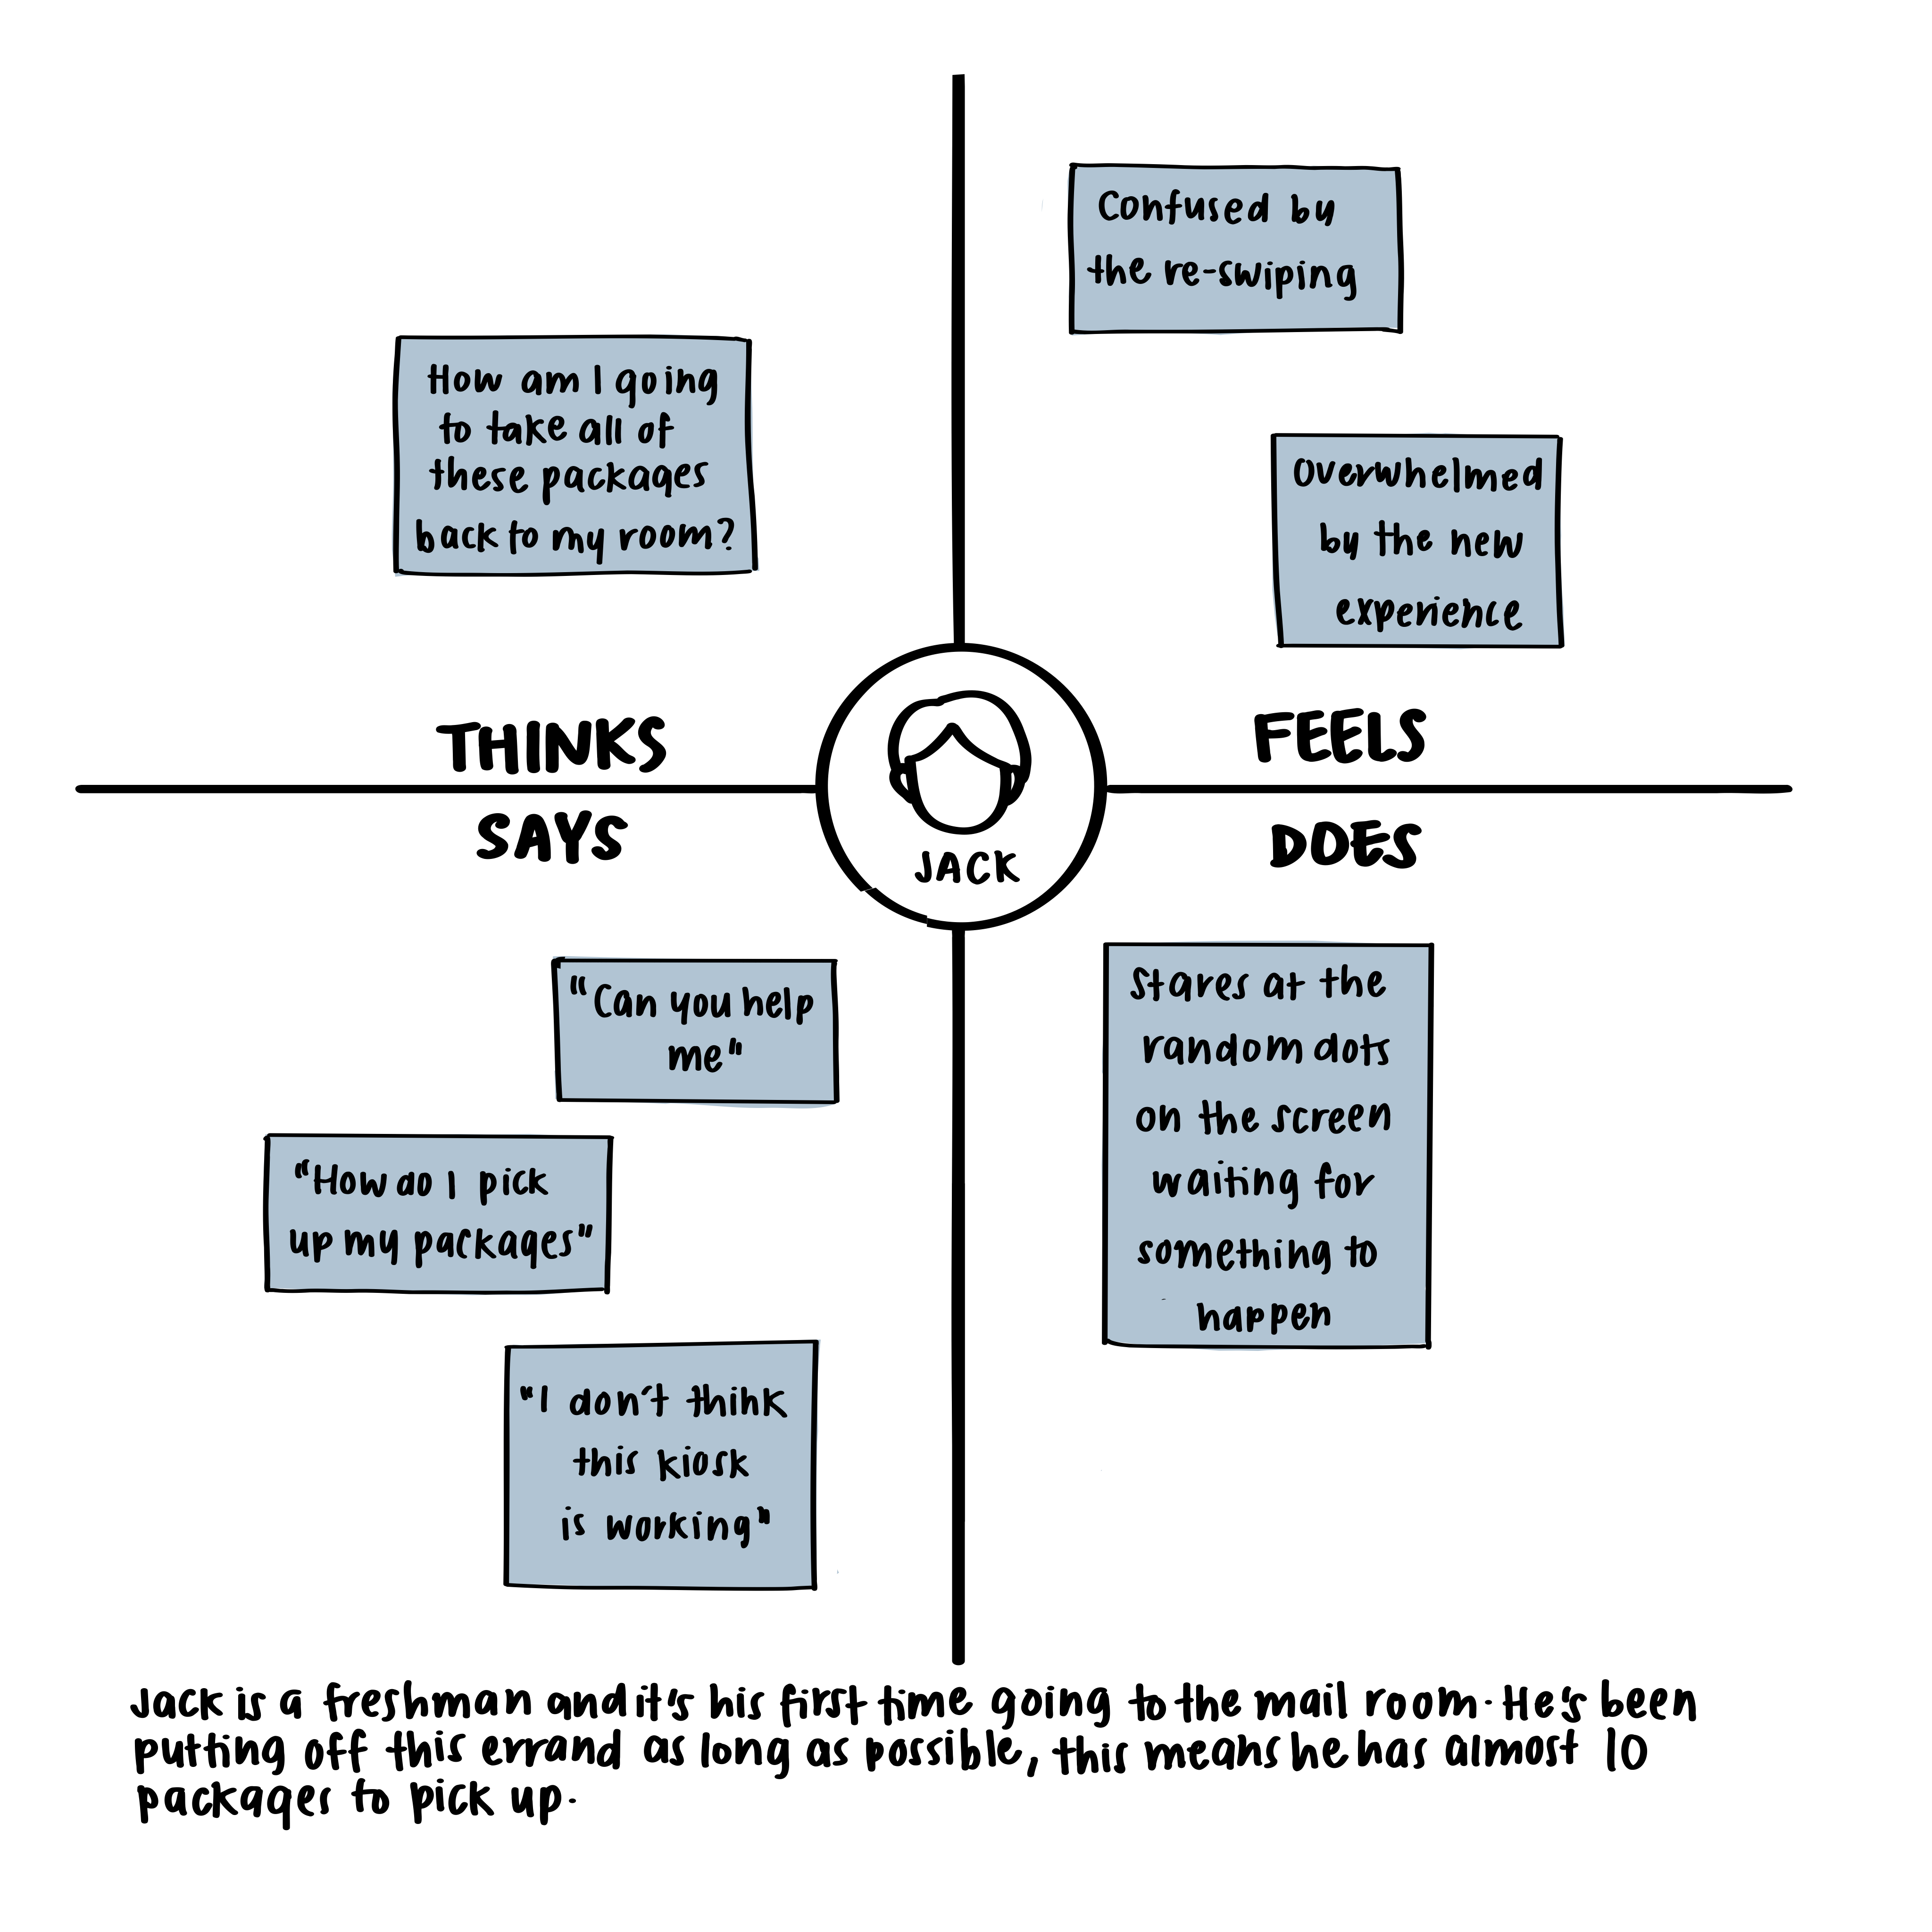 How am I going
to take all of
these packages
back to my room?
THINKS
Confused by
the re-swiping
Overwhelmed
by the new
experience
FEELS
JACK
SAYS
"Can you help
me"
"How do I pick
up my packages"
"I don't think
this kiosk
is working"
DOES
Stares at the
random dots
on the screen
waiting for
something to
happen
Jack is a freshman and it's his first time going to the mail room. He's been
putting off this errand as long as possible, this means he has almost 10
packages to pick up.